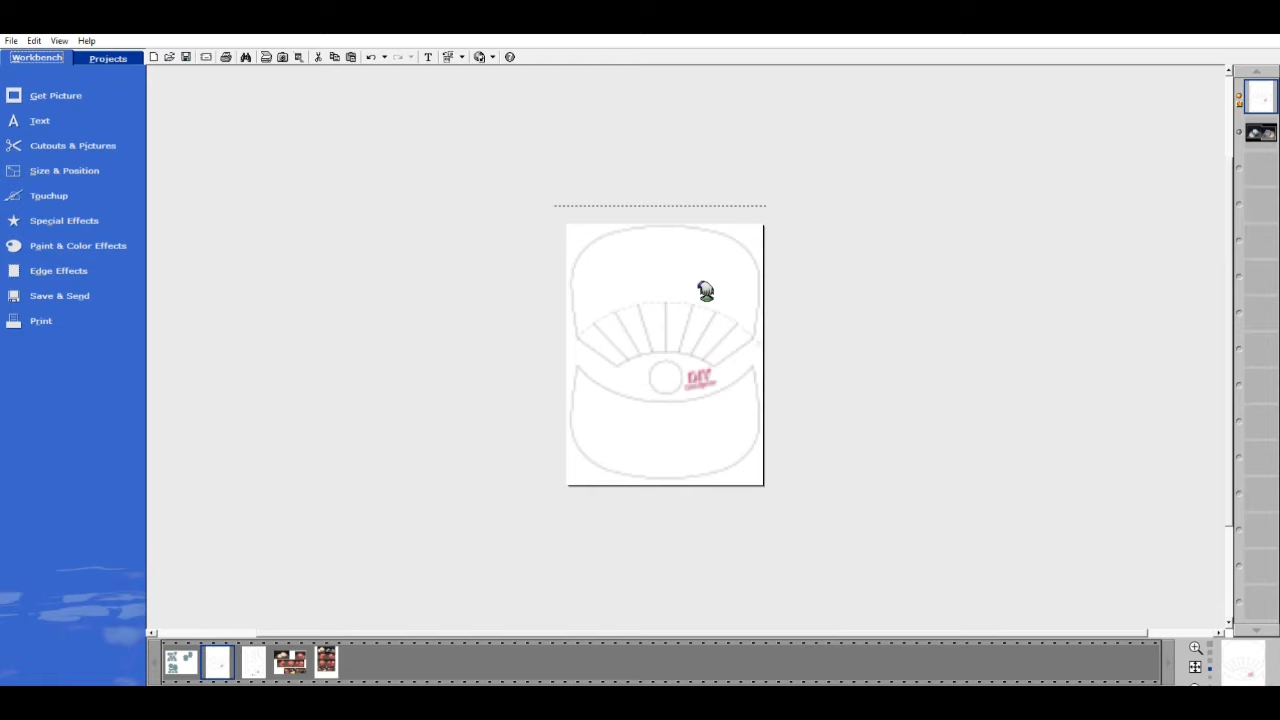 File Edit View Help
Workbench Projects
Get Picture
Text
Cutouts & Pictures
Size & Position
Touchup
Special Effects
Paint & Color Effects
Edge Effects
Save & Send
Print
DIY